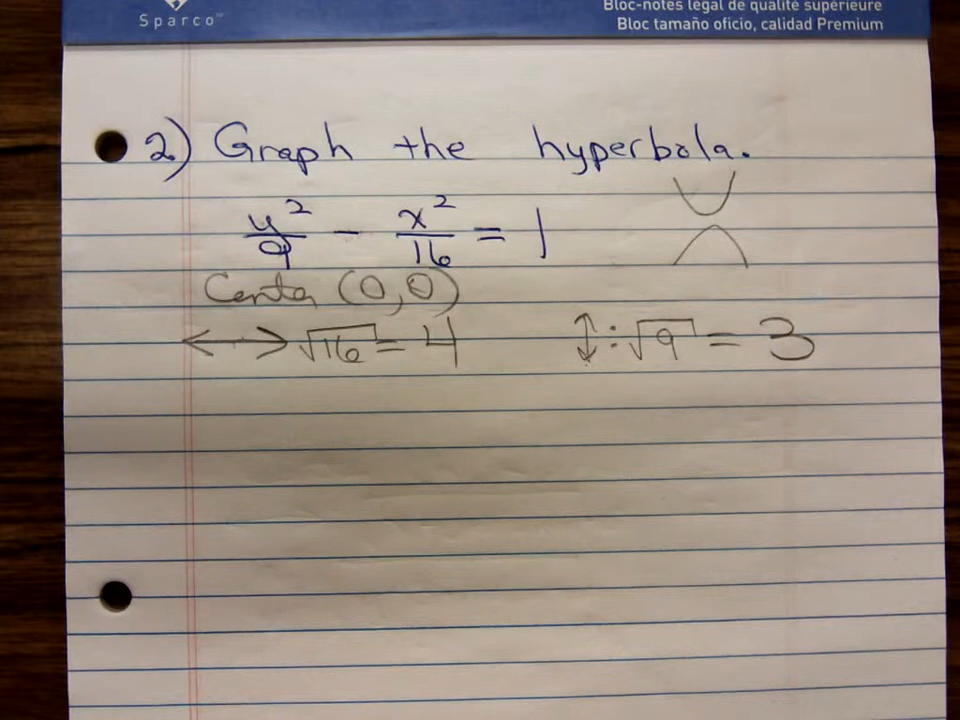 Sparco™
Bloc-notes légal de qualité supérieure
Bloc tamaño oficio, calidad Premium
2) Graph the hyperbola.
y²/9 - x²/16 = 1
Center (0,0)
↔ √16 = 4 ↕: √9 = 3